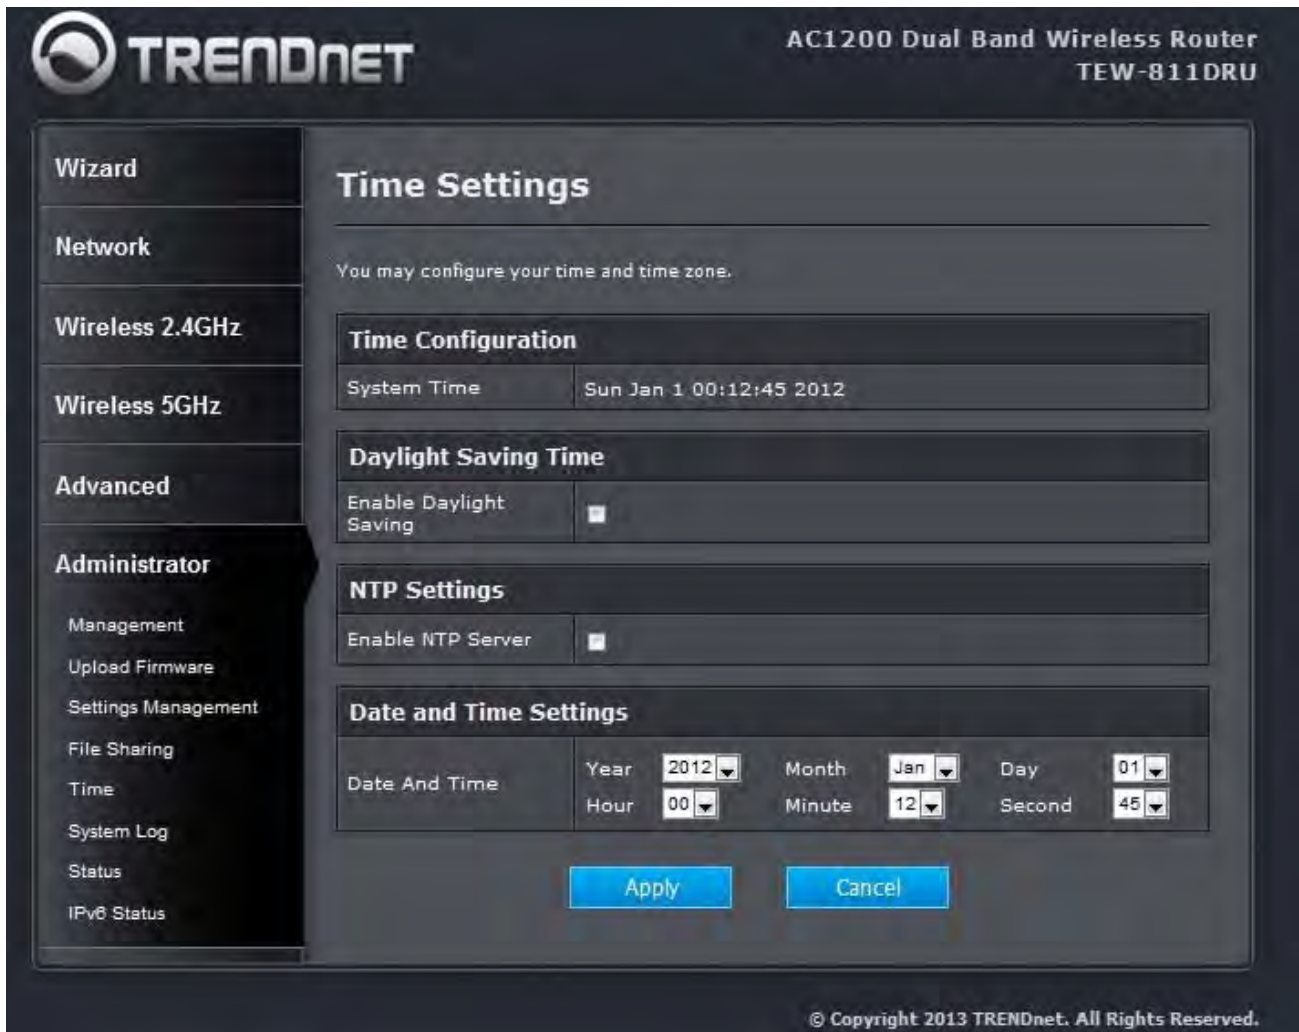 TRENDNET
AC1200 Dual Band Wireless Router
TEW-811DRU
Wizard
Network
Wireless 2.4GHz
Wireless 5GHz
Advanced
Administrator
Management
Upload Firmware
Settings Management
File Sharing
Time
System Log
Status
IPv6 Status
Time Settings
You may configure your time and time zone.
Time Configuration
System Time Sun Jan 1 00:12:45 2012
Daylight Saving Time
Enable Daylight
Saving
NTP Settings
Enable NTP Server
Date and Time Settings
Date And Time
Year 2012 Month Jan Day 01
Hour 00 Minute 12 Second 45
Apply Cancel
© Copyright 2013 TRENDnet. All Rights Reserved.